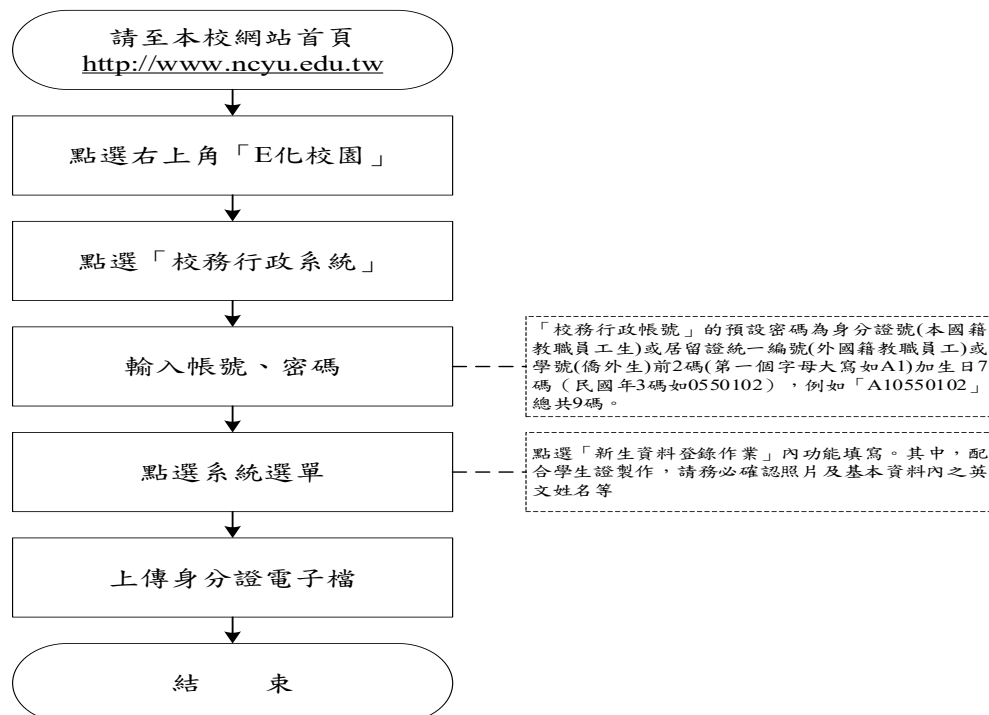 請至本校網站首頁
http://www.ncyu.edu.tw
點選右上角「E化校園」
點選「校務行政系統」
輸入帳號、密碼
「校務行政帳號」的預設密碼為身分證號(本國籍
教職員工生)或居留證統一編號(外國籍教職員工)或
學號(僑外生)前2碼(第一個字母大寫如A1)加生日7
碼（民國年3碼如0550102），例如「A10550102」
總共9碼。
點選系統選單
點選「新生資料登錄作業」內功能填寫。其中，配
合學生證製作，請務必確認照片及基本資料內之英
文姓名等
上傳身分證電子檔
結　　束